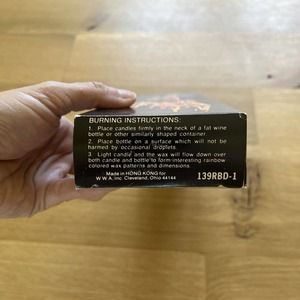 BURNING INSTRUCTIONS:
1. Place candles firmly in the neck of a fat wine
bottle or other similarly shaped container.
2. Place bottle on a surface which will not be
harmed by occasional droplets.
3. Light candle and the wax will flow down over
both candle and bottle to form interesting rainbow
colored wax patterns and dimensions.
Made in HONG KONG for
W.W.A. Inc. Cleveland, Ohio 44144
139RBD-1